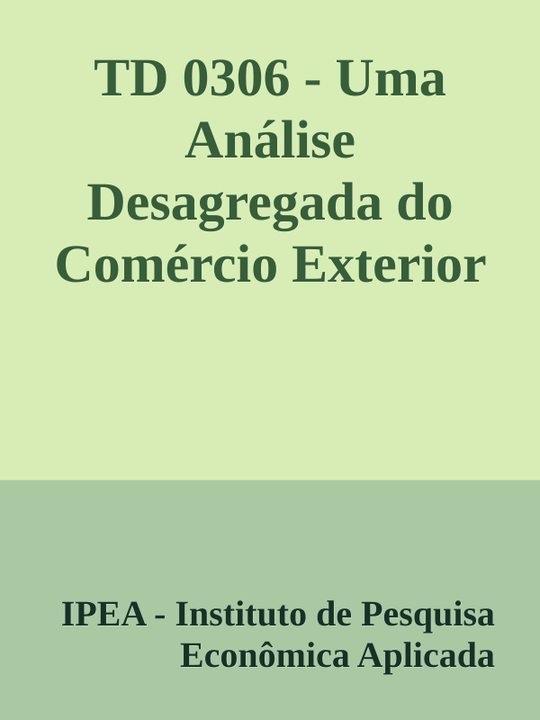 TD 0306 - Uma
Análise
Desagregada do
Comércio Exterior
IPEA - Instituto de Pesquisa
Econômica Aplicada